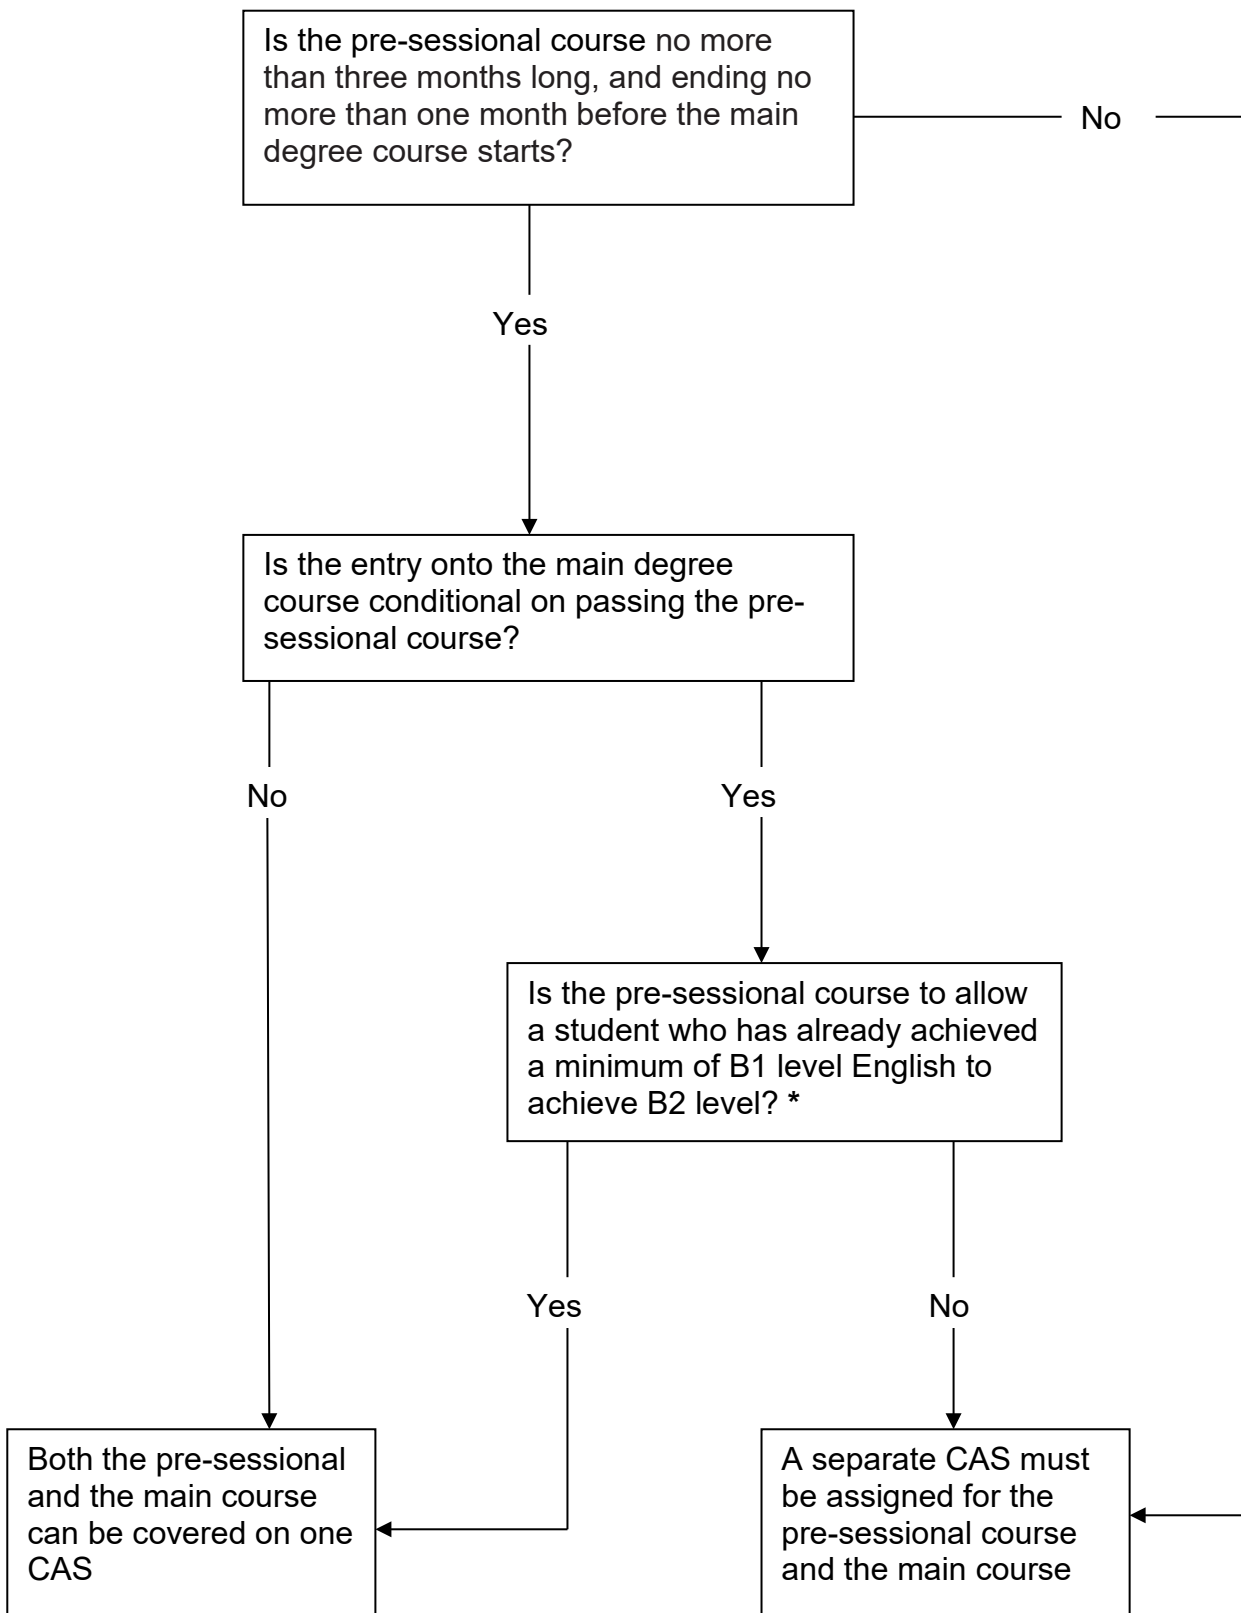 Is the pre-sessional course no more
than three months long, and ending no
more than one month before the main
degree course starts?
No
Yes
Is the entry onto the main degree
course conditional on passing the pre-
sessional course?
No
Yes
Is the pre-sessional course to allow
a student who has already achieved
a minimum of B1 level English to
achieve B2 level? *
Yes
No
Both the pre-sessional
and the main course
can be covered on one
CAS
A separate CAS must
be assigned for the
pre-sessional course
and the main course